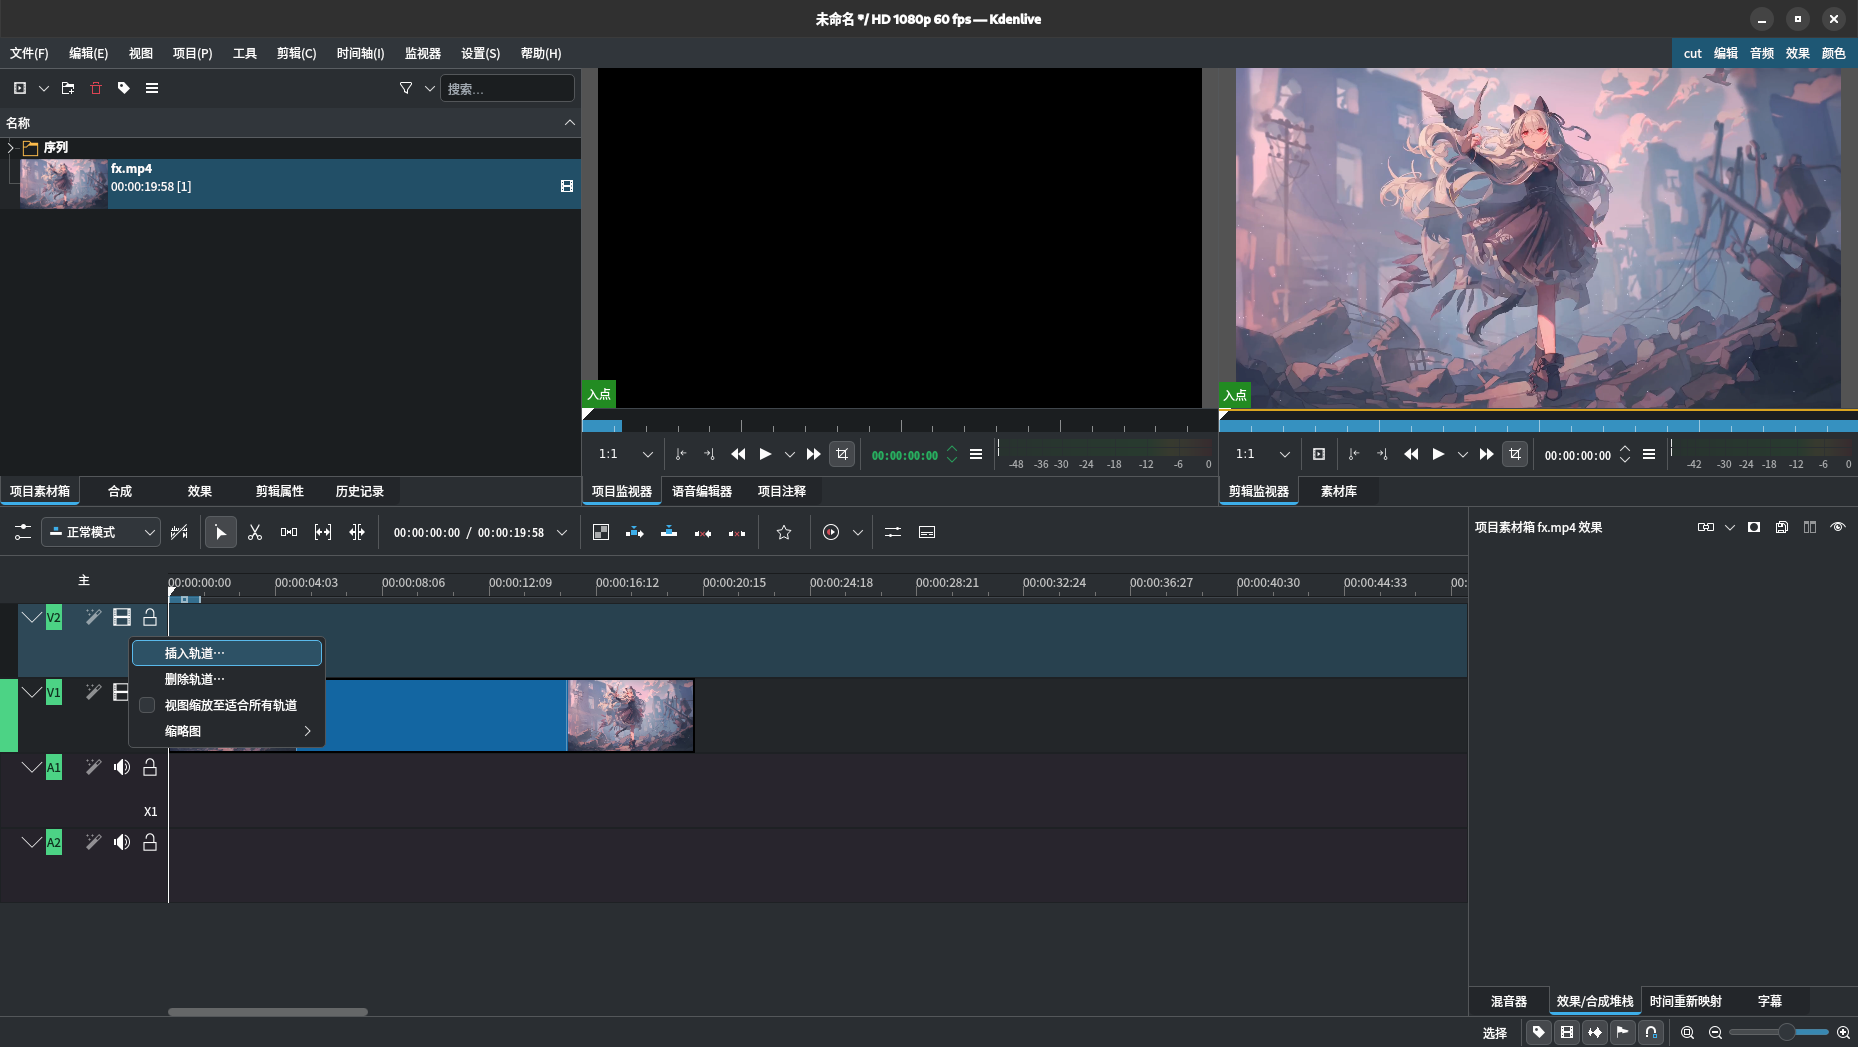 未命名 */ HD 1080p 60 fps — Kdenlive
文件(F) 编辑(E) 视图 项目(P) 工具 剪辑(C) 时间轴(I) 监视器 设置(S) 帮助(H)
cut 编辑 音频 效果 颜色
搜索...
名称
序列
fx.mp4
00:00:19:58 [1]
入点
入点
1:1
00:00:00:00
-48 -36 -30 -24 -18 -12 -6 0
1:1
00:00:00:00
-42 -30 -24 -18 -12 -6 0
项目素材箱 合成 效果 剪辑属性 历史记录
项目监视器 语音编辑器 项目注释
剪辑监视器 素材库
正常模式
00:00:00:00 / 00:00:19:58
项目素材箱 fx.mp4 效果
主
00:00:00:00 00:00:04:03 00:00:08:06 00:00:12:09 00:00:16:12 00:00:20:15 00:00:24:18 00:00:28:21 00:00:32:24 00:00:36:27 00:00:40:30 00:00:44:33 00:
V2
插入轨道…
删除轨道…
视图缩放至适合所有轨道
缩略图
V1
A1
X1
A2
混音器 效果/合成堆栈 时间重新映射 字幕
选择